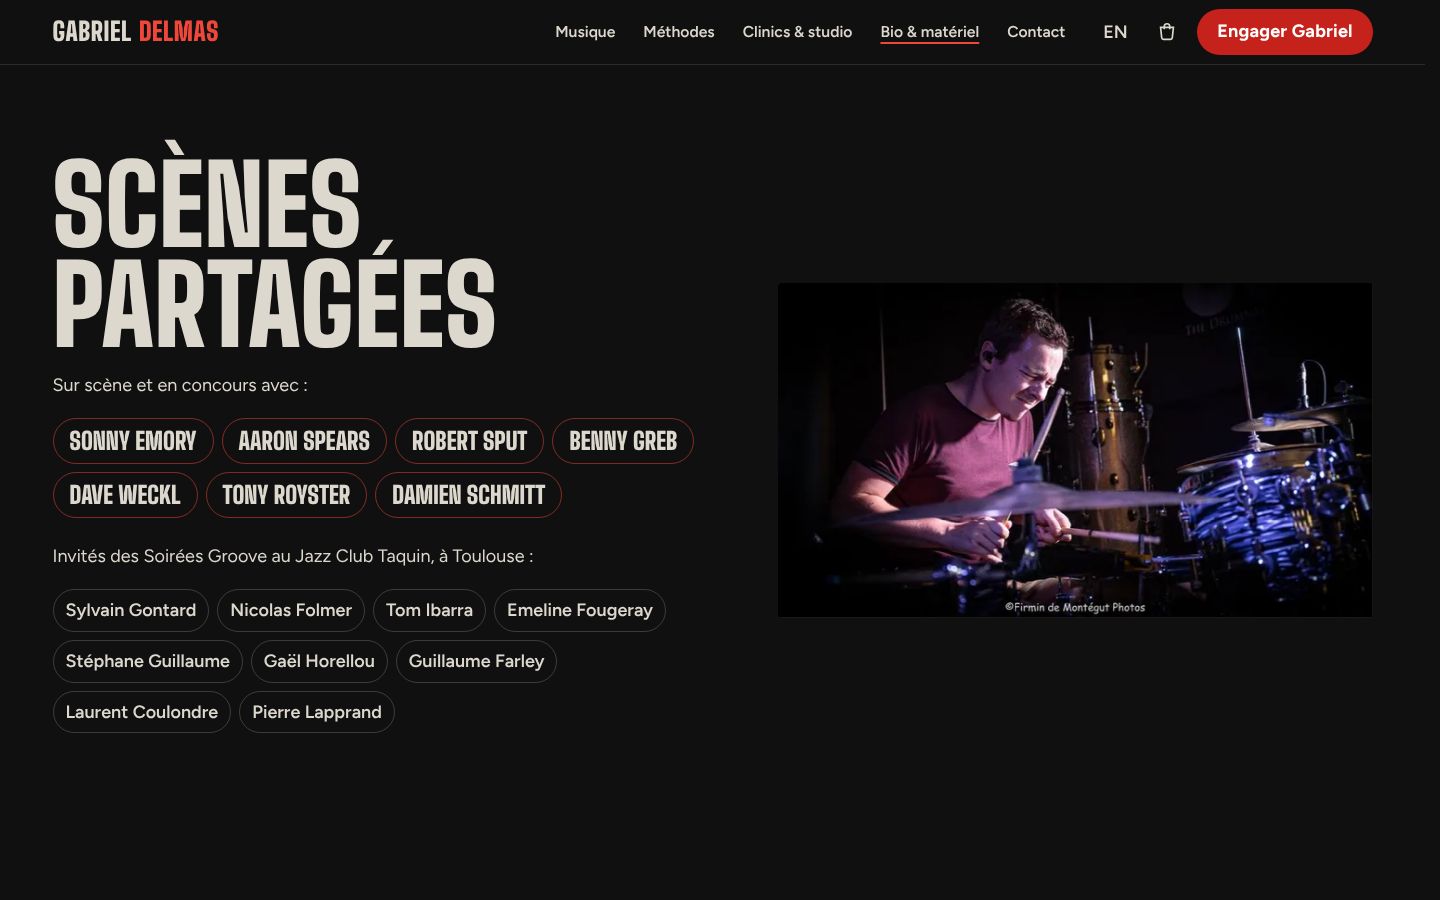 GABRIEL DELMAS
Musique
Méthodes
Clinics & studio
Bio & matériel
Contact
EN
Engager Gabriel
SCÈNES
PARTAGÉES
Sur scène et en concours avec :
SONNY EMORY
AARON SPEARS
ROBERT SPUT
BENNY GREB
DAVE WECKL
TONY ROYSTER
DAMIEN SCHMITT
Invités des Soirées Groove au Jazz Club Taquin, à Toulouse :
Sylvain Gontard
Nicolas Folmer
Tom Ibarra
Emeline Fougeray
Stéphane Guillaume
Gaël Horellou
Guillaume Farley
Laurent Coulondre
Pierre Lapprand
©Firmin de Montégut Photos